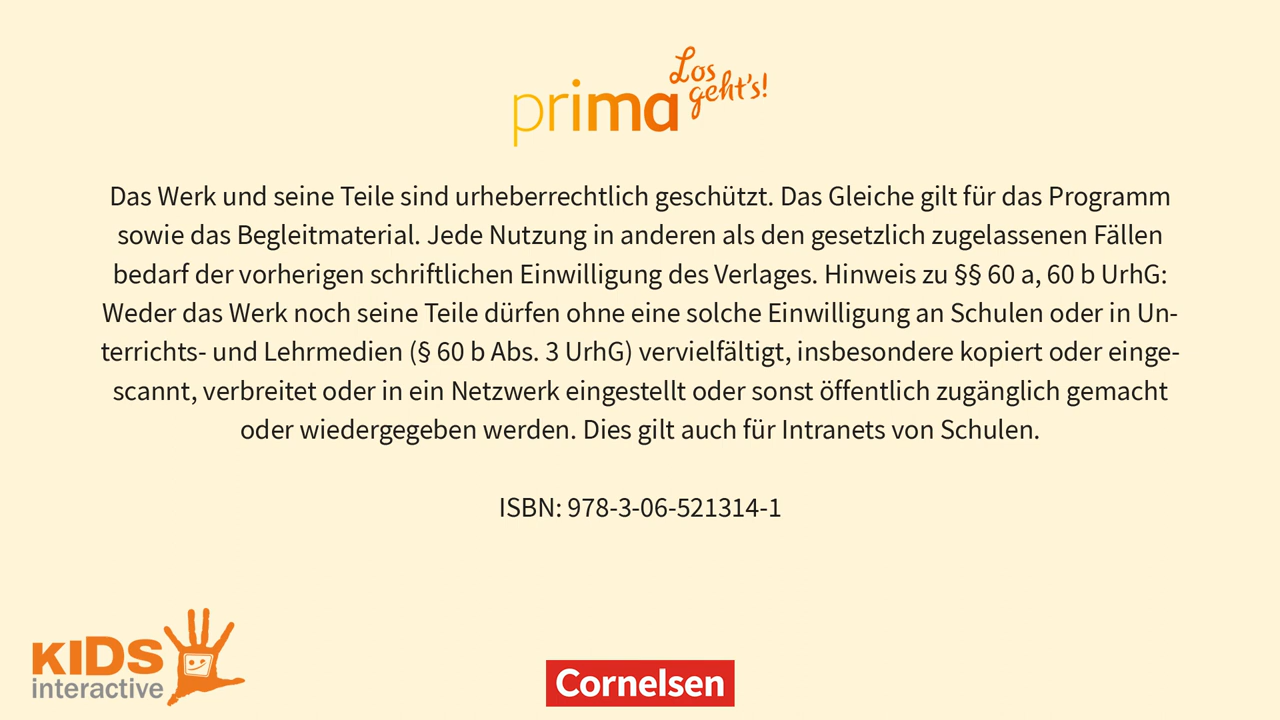 prima Los geht's!
Das Werk und seine Teile sind urheberrechtlich geschützt. Das Gleiche gilt für das Programm
sowie das Begleitmaterial. Jede Nutzung in anderen als den gesetzlich zugelassenen Fällen
bedarf der vorherigen schriftlichen Einwilligung des Verlages. Hinweis zu §§ 60 a, 60 b UrhG:
Weder das Werk noch seine Teile dürfen ohne eine solche Einwilligung an Schulen oder in Un-
terrichts- und Lehrmedien (§ 60 b Abs. 3 UrhG) vervielfältigt, insbesondere kopiert oder einge-
scannt, verbreitet oder in ein Netzwerk eingestellt oder sonst öffentlich zugänglich gemacht
oder wiedergegeben werden. Dies gilt auch für Intranets von Schulen.
ISBN: 978-3-06-521314-1
KIDS
interactive
Cornelsen